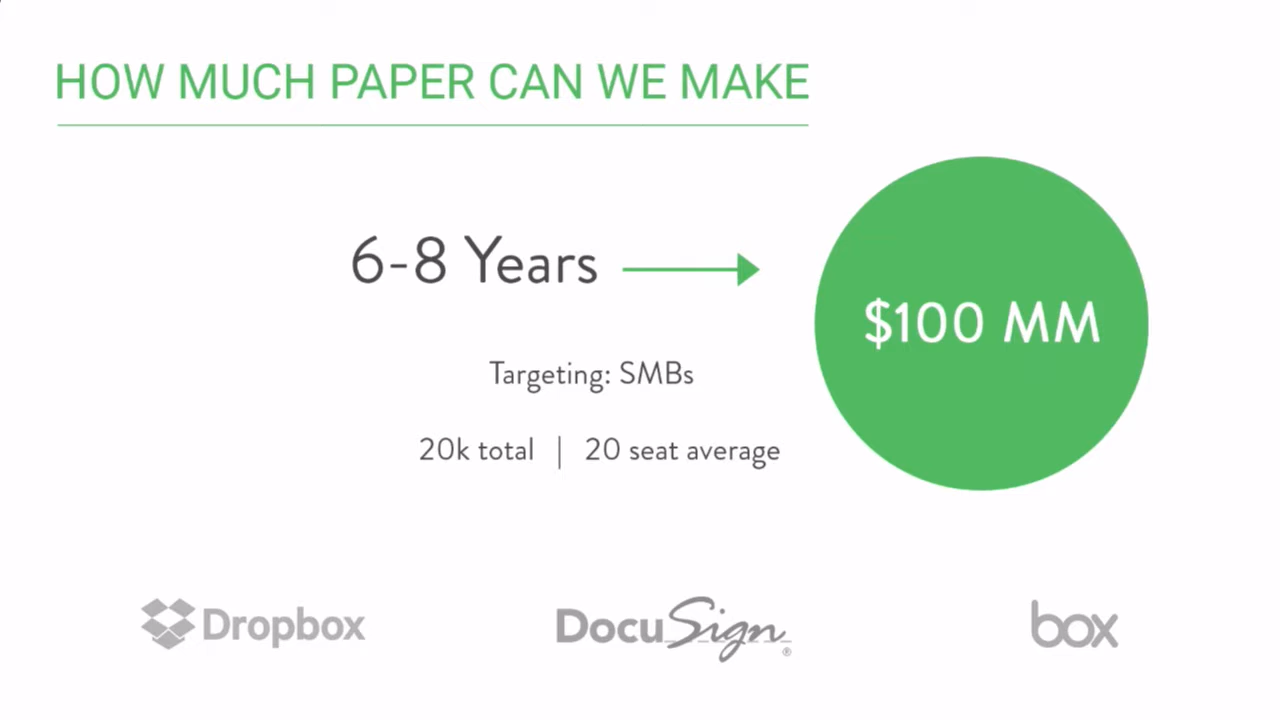 HOW MUCH PAPER CAN WE MAKE
6-8 Years
$100 MM
Targeting: SMBs
20k total | 20 seat average
Dropbox
DocuSign®
box